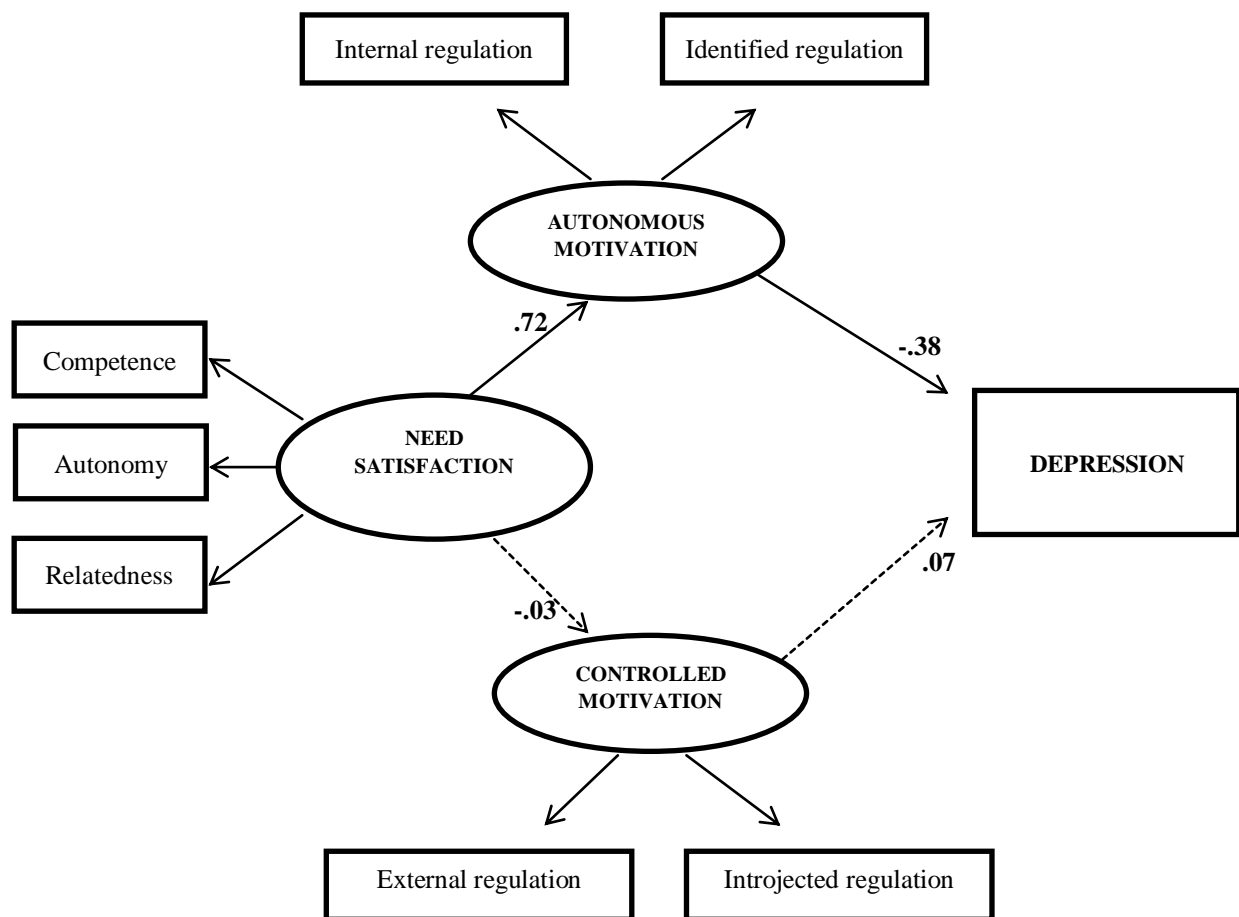 Internal regulation
Identified regulation
AUTONOMOUS
MOTIVATION
.72
-.38
Competence
Autonomy
Relatedness
NEED
SATISFACTION
DEPRESSION
-.03
.07
CONTROLLED
MOTIVATION
External regulation
Introjected regulation